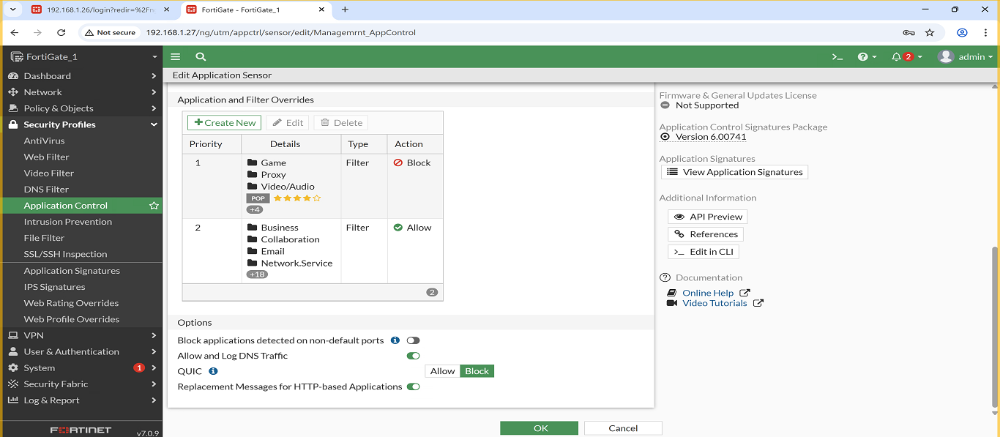 192.168.1.26/login?redir=%2Fn
FortiGate - FortiGate_1
Not secure
192.168.1.27/ng/utm/appctrl/sensor/edit/Managemrnt_AppControl
FortiGate_1
2
admin
Dashboard
Network
Policy & Objects
Security Profiles
AntiVirus
Web Filter
Video Filter
DNS Filter
Application Control
Intrusion Prevention
File Filter
SSL/SSH Inspection
Application Signatures
IPS Signatures
Web Rating Overrides
Web Profile Overrides
VPN
User & Authentication
System 1
Security Fabric
Log & Report
FORTINET
v7.0.9
Edit Application Sensor
Application and Filter Overrides
Create New Edit Delete
Priority Details Type Action
1 Game Filter Block
Proxy
Video/Audio
POP
+4
2 Business Filter Allow
Collaboration
Email
Network.Service
+18
2
Options
Block applications detected on non-default ports
Allow and Log DNS Traffic
QUIC Allow Block
Replacement Messages for HTTP-based Applications
OK Cancel
Firmware & General Updates License
Not Supported
Application Control Signatures Package
Version 6.00741
Application Signatures
View Application Signatures
Additional Information
API Preview
References
>_ Edit in CLI
Documentation
Online Help
Video Tutorials